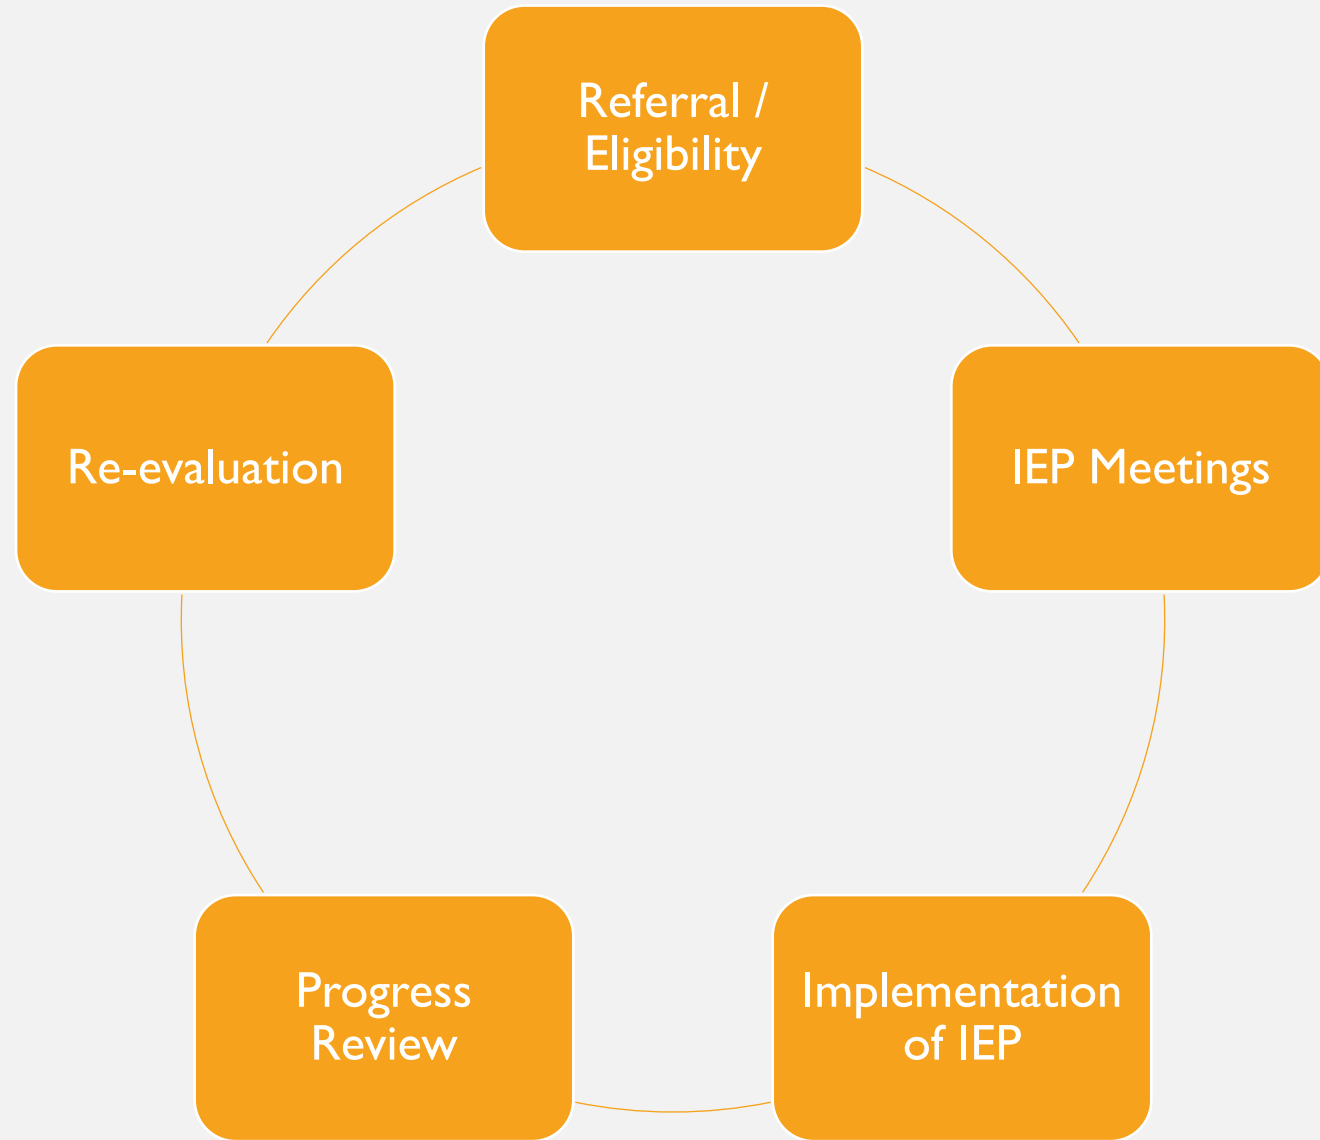 Referral /
Eligibility
IEP Meetings
Implementation
of IEP
Progress
Review
Re-evaluation